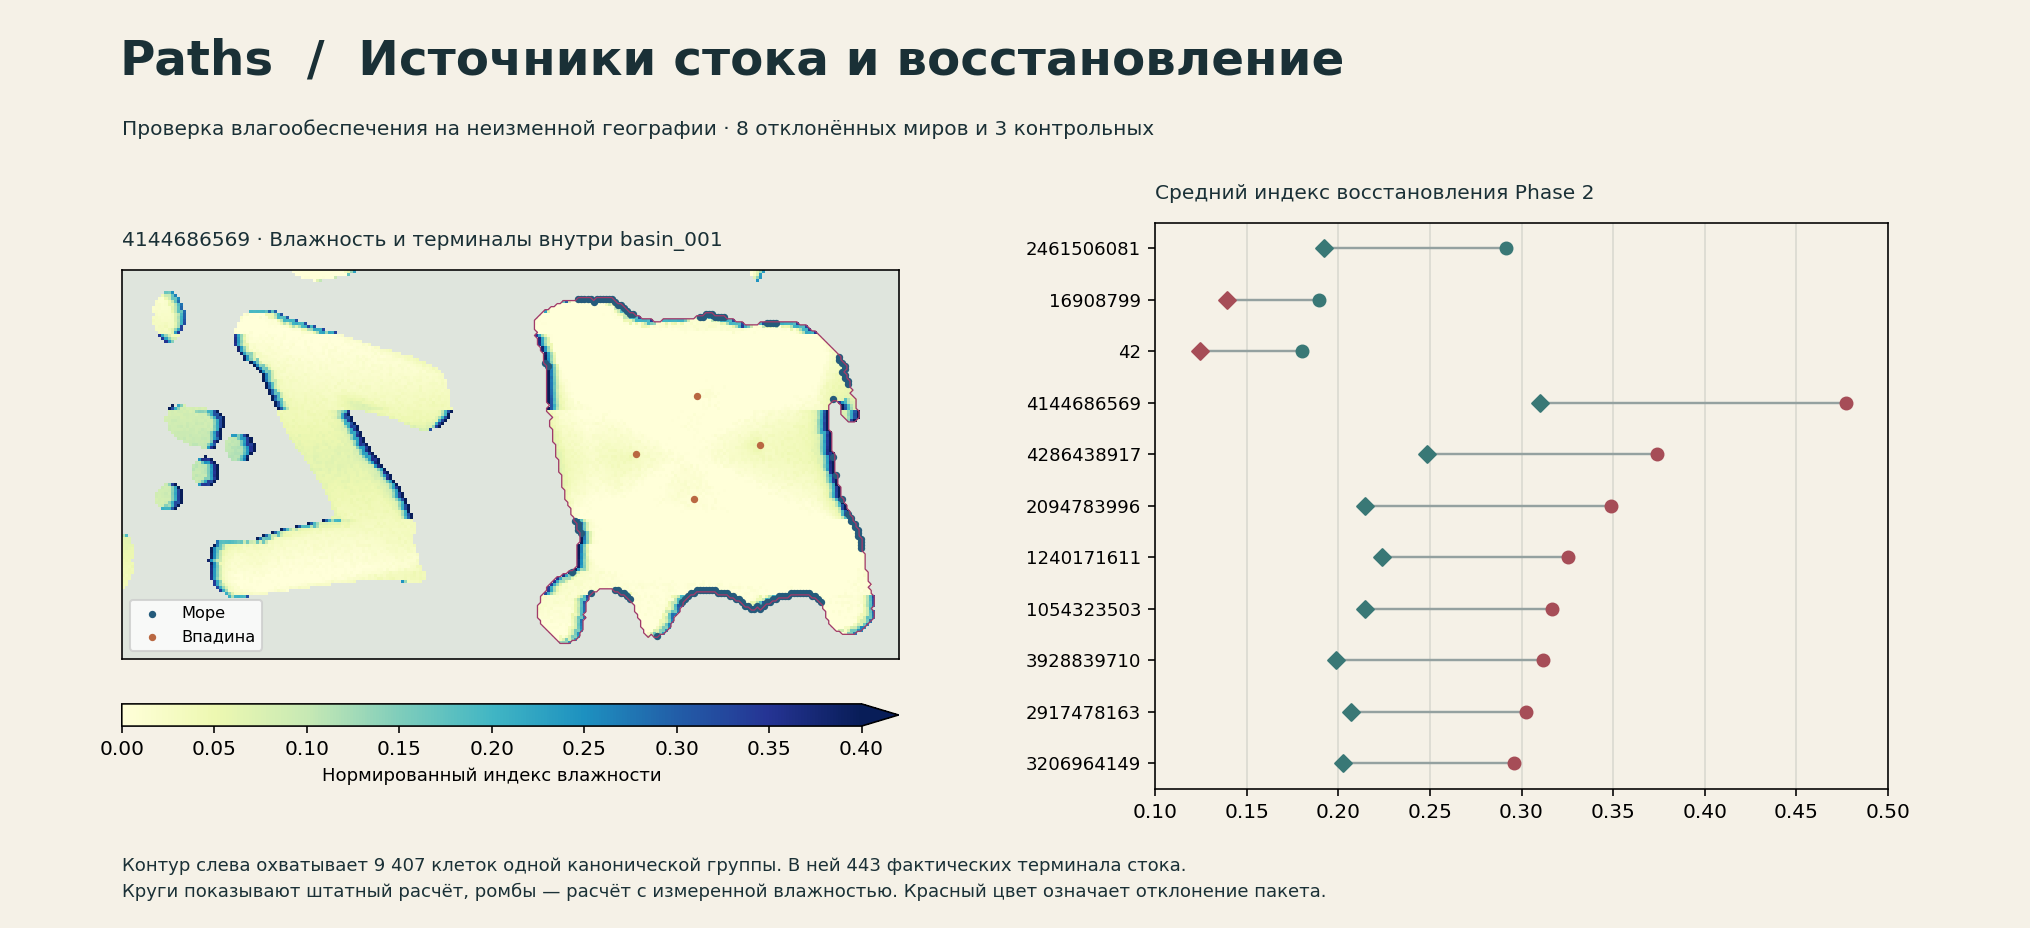 Paths / Источники стока и восстановление
Проверка влагообеспечения на неизменной географии · 8 отклонённых миров и 3 контрольных
4144686569 · Влажность и терминалы внутри basin_001
Море
Впадина
0.00 0.05 0.10 0.15 0.20 0.25 0.30 0.35 0.40
Нормированный индекс влажности
Средний индекс восстановления Phase 2
2461506081
16908799
42
4144686569
4286438917
2094783996
1240171611
1054323503
3928839710
2917478163
3206964149
0.10 0.15 0.20 0.25 0.30 0.35 0.40 0.45 0.50
Контур слева охватывает 9 407 клеток одной канонической группы. В ней 443 фактических терминала стока.
Круги показывают штатный расчёт, ромбы — расчёт с измеренной влажностью. Красный цвет означает отклонение пакета.